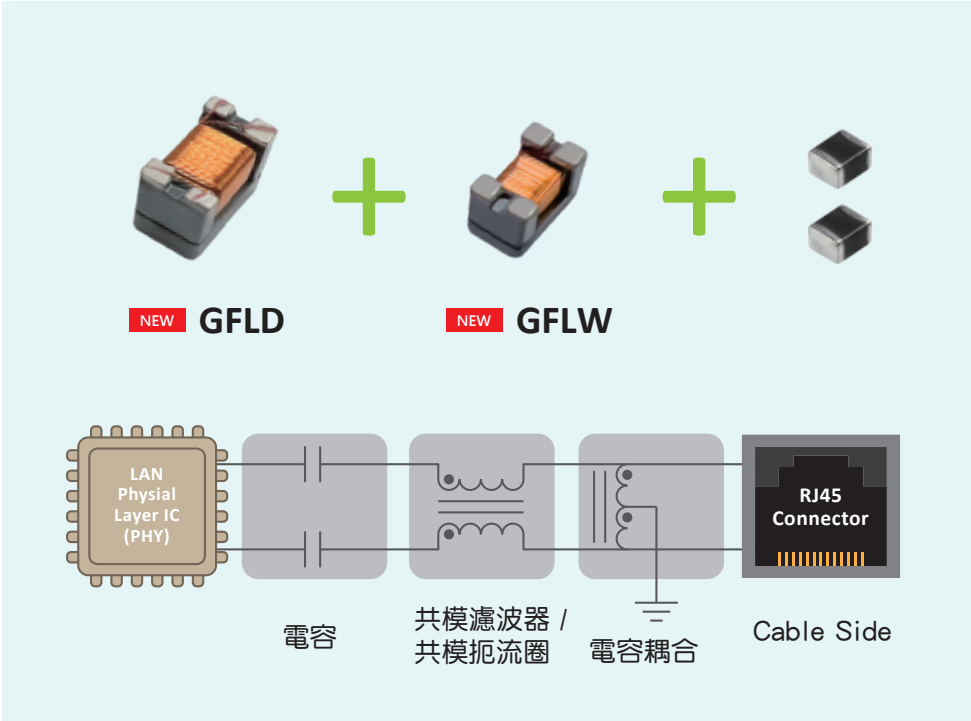 NEW GFLD
NEW GFLW
LAN
Physial
Layer IC
(PHY)
RJ45
Connector
電容
共模濾波器 /
共模扼流圈
電容耦合
Cable Side